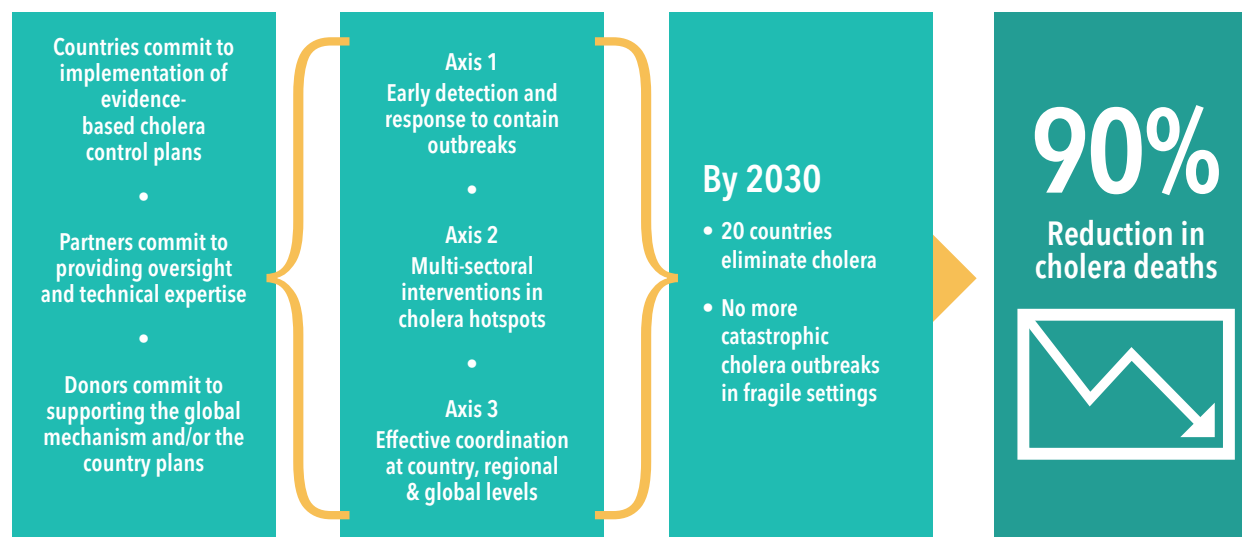 Countries commit to
implementation of
evidence-
based cholera
control plans
•
Partners commit to
providing oversight
and technical expertise
•
Donors commit to
supporting the global
mechanism and/or the
country plans
Axis 1
Early detection and
response to contain
outbreaks
•
Axis 2
Multi-sectoral
interventions in
cholera hotspots
•
Axis 3
Effective coordination
at country, regional
& global levels
By 2030
• 20 countries
eliminate cholera
• No more
catastrophic
cholera outbreaks
in fragile settings
90%
Reduction in
cholera deaths